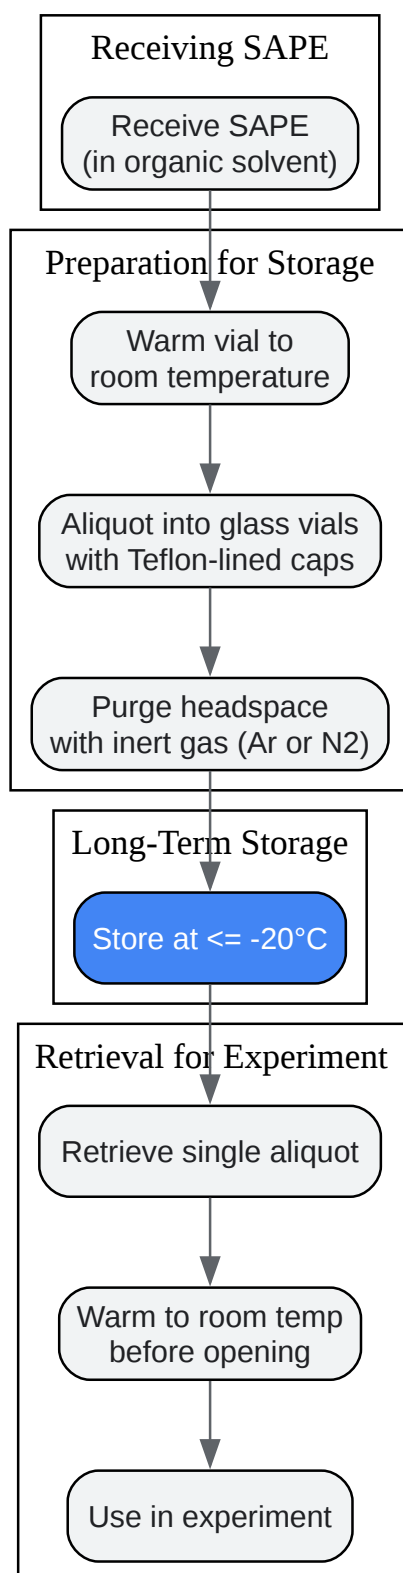 Receiving SAPE
Receive SAPE
(in organic solvent)
Preparation for Storage
Warm vial to
room temperature
Aliquot into glass vials
with Teflon-lined caps
Purge headspace
with inert gas (Ar or N2)
Long-Term Storage
Store at <= -20°C
Retrieval for Experiment
Retrieve single aliquot
Warm to room temp
before opening
Use in experiment